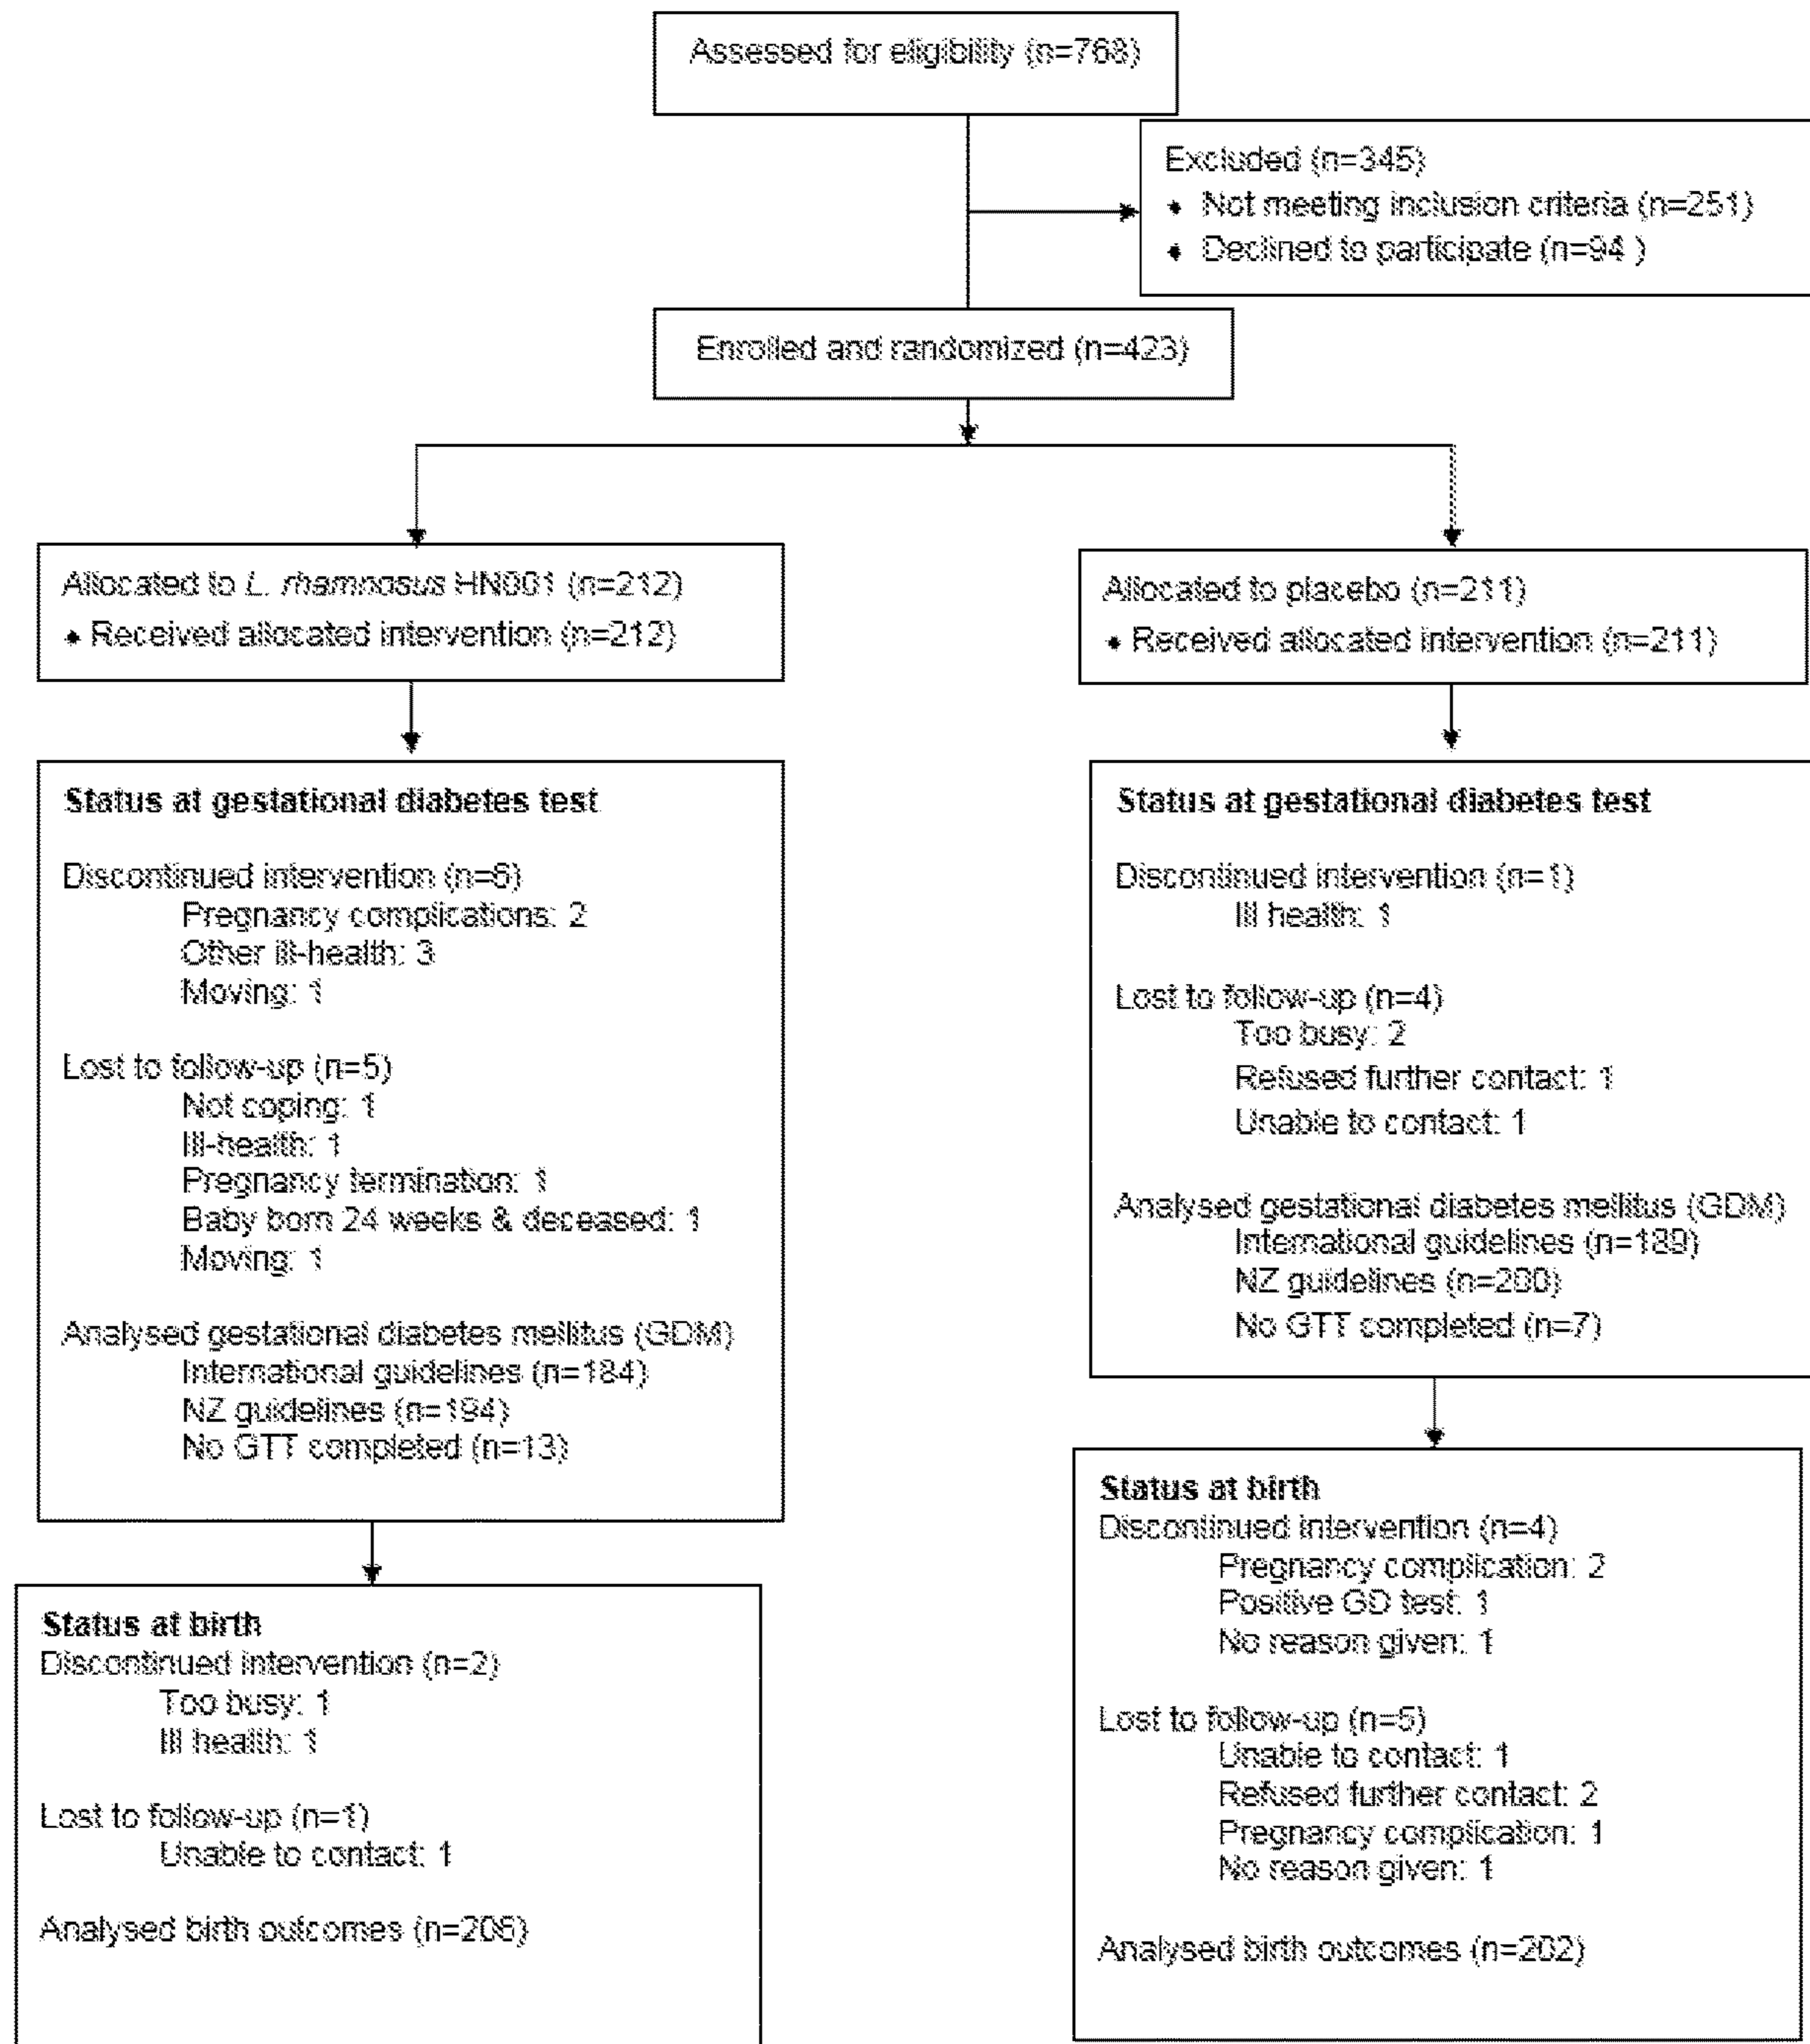 Assessed for eligibility (n=768)
Excluded (n=345)
• Not meeting inclusion criteria (n=251)
• Declined to participate (n=94 )
Enrolled and randomized (n=423)
Allocated to L. rhamnosus HN001 (n=212)
• Received allocated intervention (n=212)
Allocated to placebo (n=211)
• Received allocated intervention (n=211)
Status at gestational diabetes test
Discontinued intervention (n=6)
Pregnancy complications: 2
Other ill-health: 3
Moving: 1
Lost to follow-up (n=5)
Not coping: 1
Ill-health: 1
Pregnancy termination: 1
Baby born 24 weeks & deceased: 1
Moving: 1
Analysed gestational diabetes mellitus (GDM)
International guidelines (n=184)
NZ guidelines (n=194)
No GTT completed (n=13)
Status at gestational diabetes test
Discontinued intervention (n=1)
Ill health: 1
Lost to follow-up (n=4)
Too busy: 2
Refused further contact: 1
Unable to contact: 1
Analysed gestational diabetes mellitus (GDM)
International guidelines (n=189)
NZ guidelines (n=200)
No GTT completed (n=7)
Status at birth
Discontinued intervention (n=2)
Too busy: 1
Ill health: 1
Lost to follow-up (n=1)
Unable to contact: 1
Analysed birth outcomes (n=206)
Status at birth
Discontinued intervention (n=4)
Pregnancy complication: 2
Positive GD test: 1
No reason given: 1
Lost to follow-up (n=5)
Unable to contact: 1
Refused further contact: 2
Pregnancy complication: 1
No reason given: 1
Analysed birth outcomes (n=202)